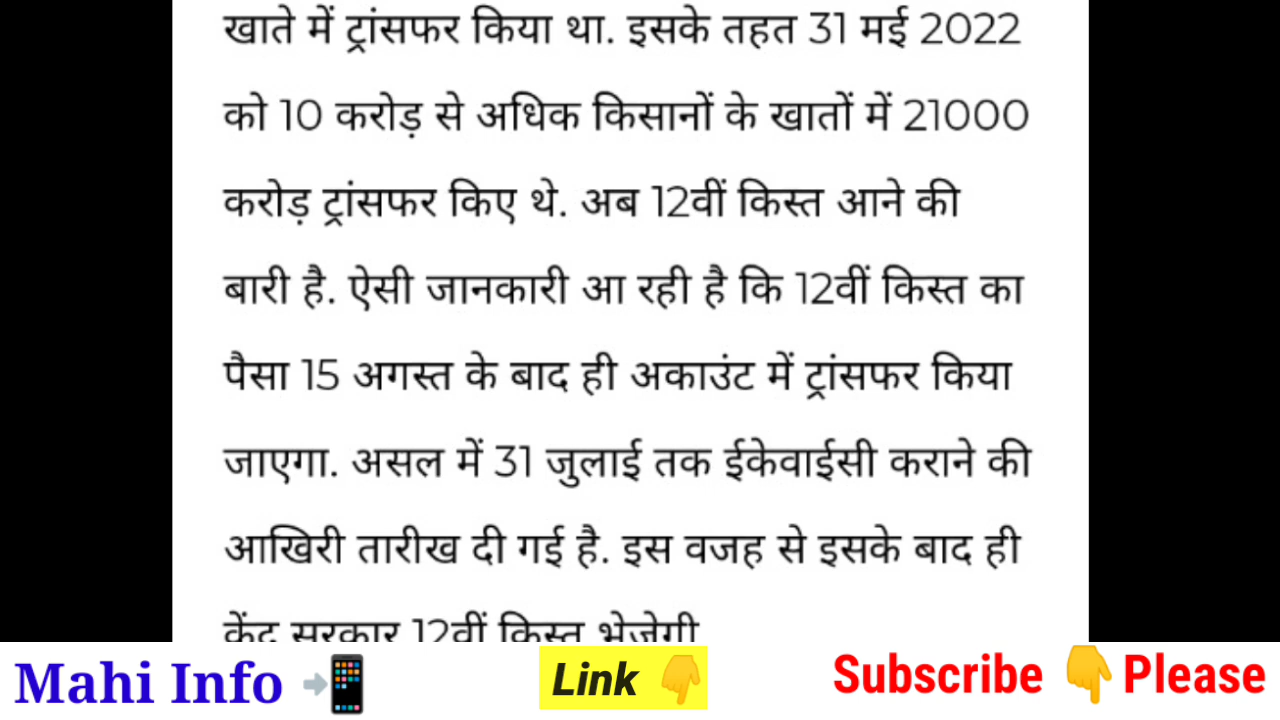 खाते में ट्रांसफर किया था. इसके तहत 31 मई 2022
को 10 करोड़ से अधिक किसानों के खातों में 21000
करोड़ ट्रांसफर किए थे. अब 12वीं किस्त आने की
बारी है. ऐसी जानकारी आ रही है कि 12वीं किस्त का
पैसा 15 अगस्त के बाद ही अकाउंट में ट्रांसफर किया
जाएगा. असल में 31 जुलाई तक ईकेवाईसी कराने की
आखिरी तारीख दी गई है. इस वजह से इसके बाद ही
केंद्र सरकार 12वीं किस्त भेजेगी
Mahi Info Link Subscribe Please